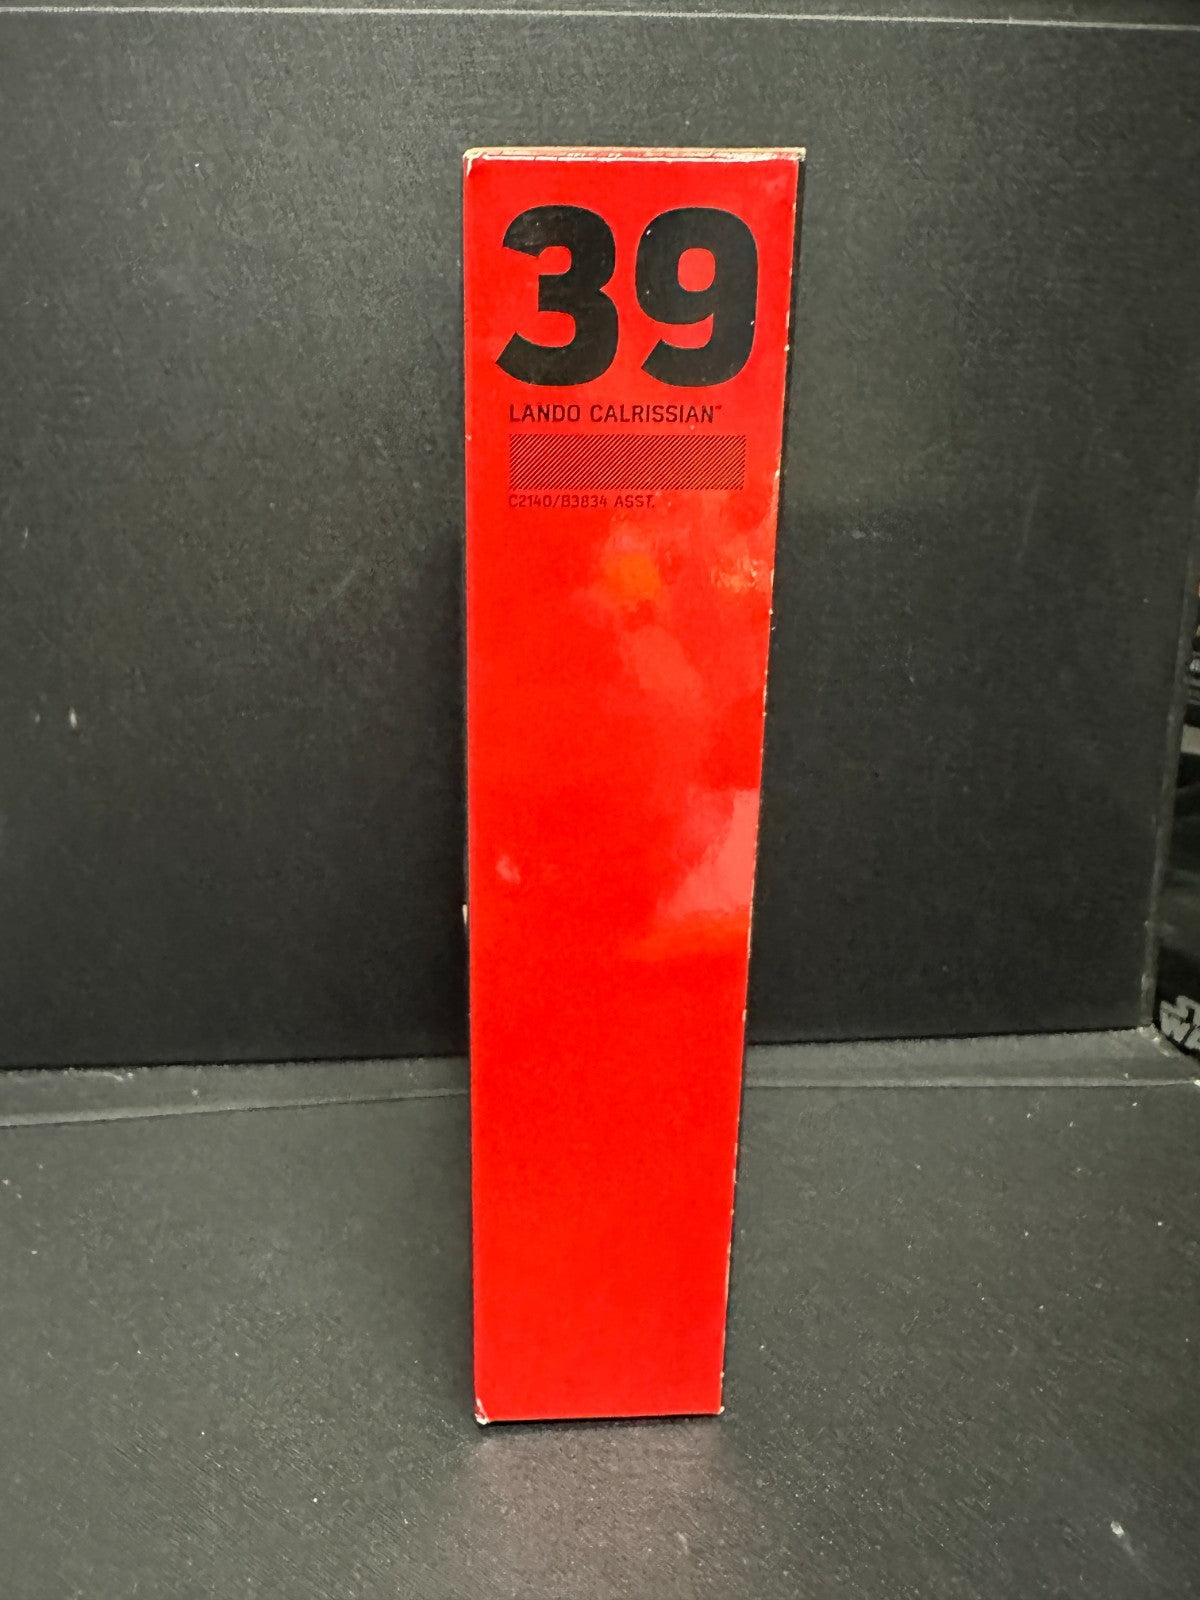 39
LANDO CALRISSIAN™
C2140/B3834 ASST.